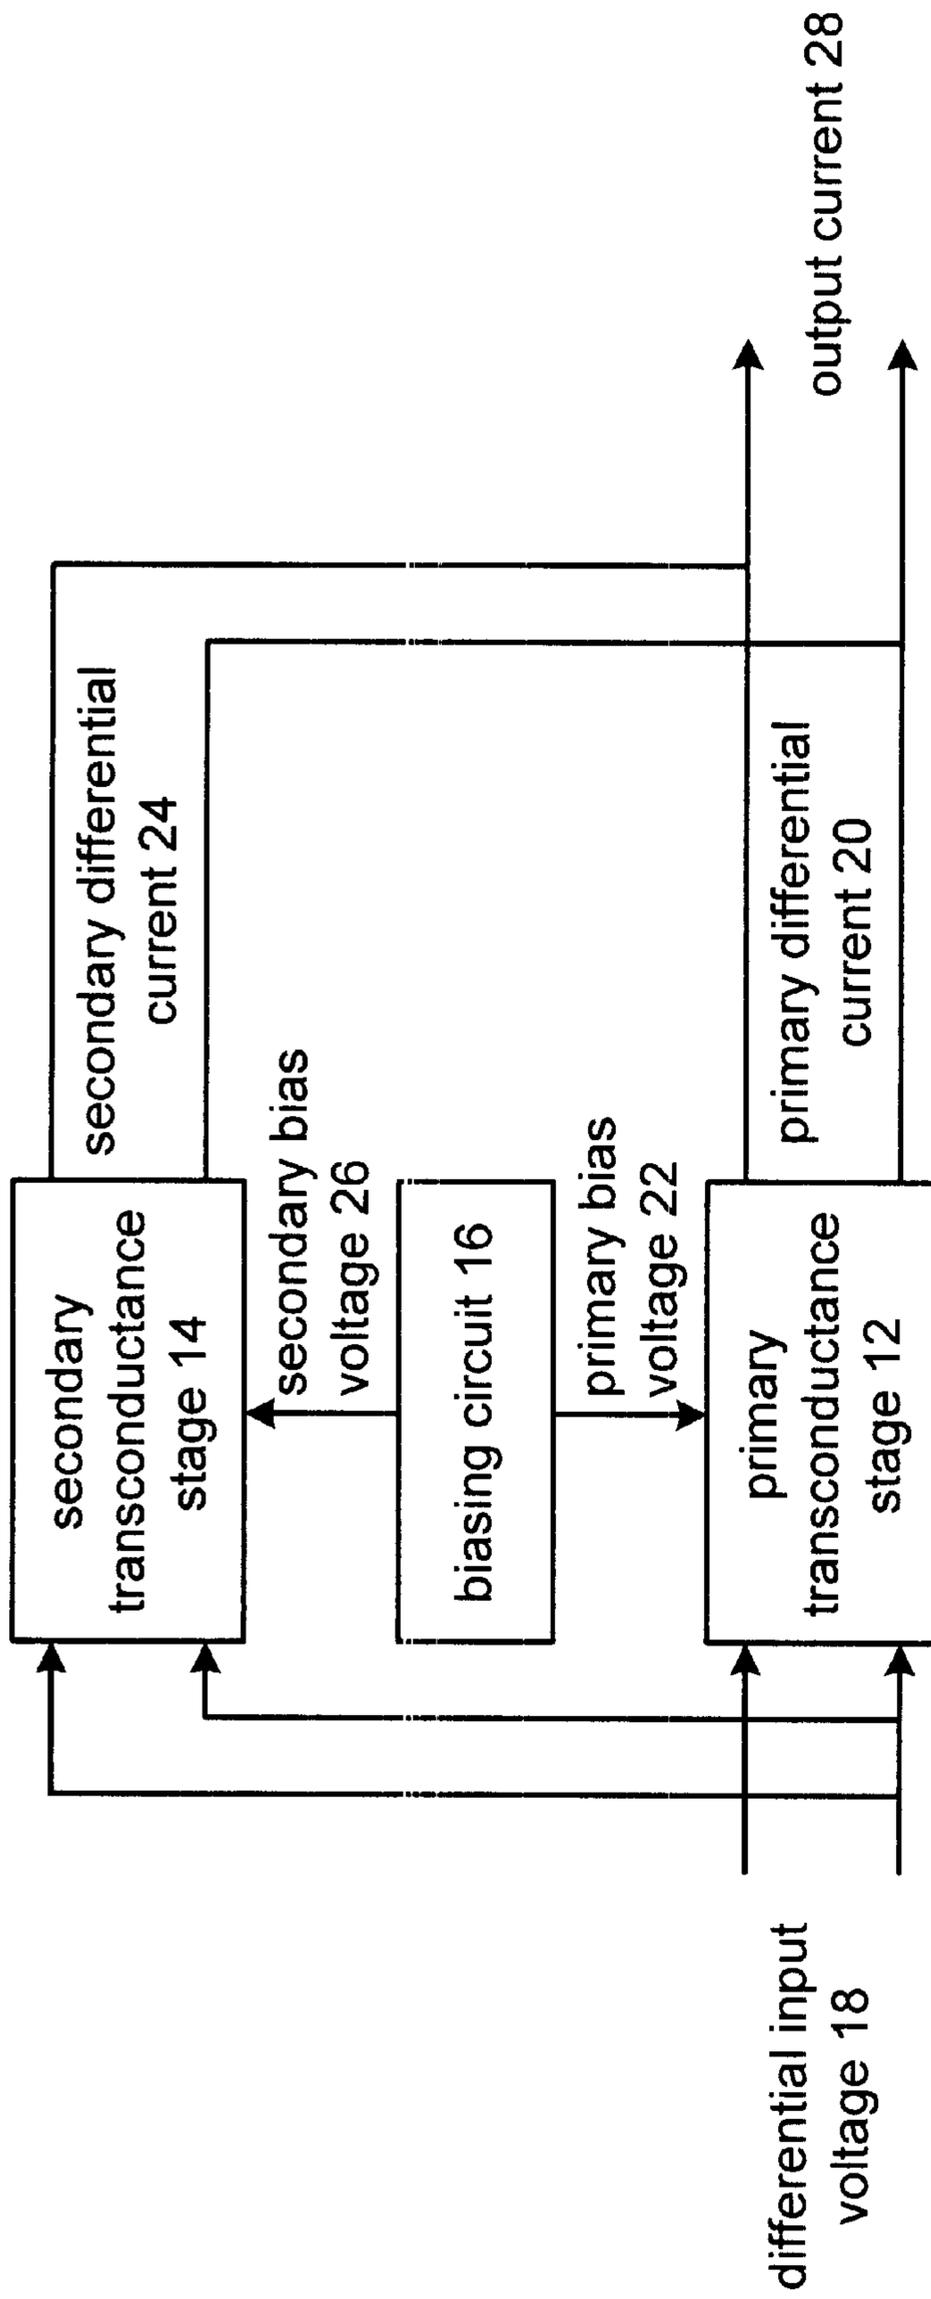 secondary
transconductance
stage 14
secondary differential
current 24
secondary bias
voltage 26
biasing circuit 16
primary bias
voltage 22
differential input
voltage 18
primary
transconductance
stage 12
primary differential
current 20
output current 28